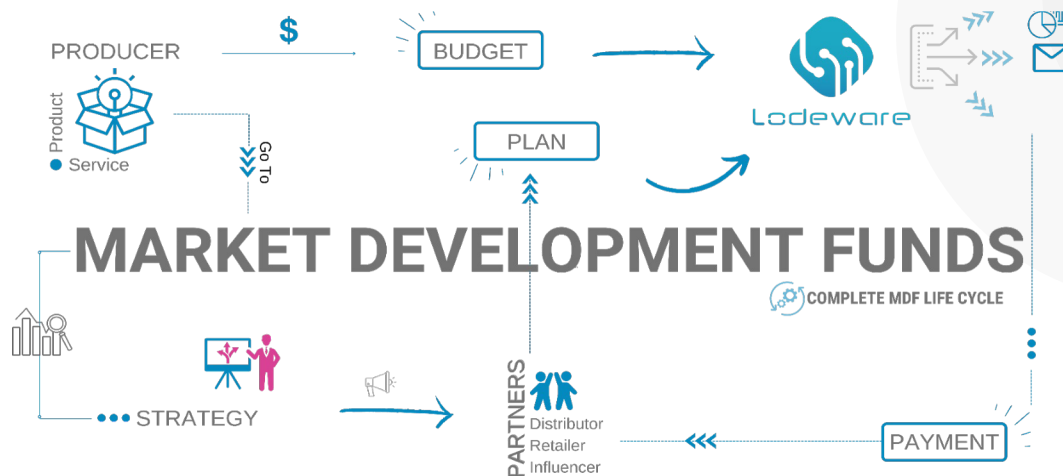 PRODUCER
$
BUDGET
Product
Service
Go To
PLAN
Lodeware
MARKET DEVELOPMENT FUNDS
COMPLETE MDF LIFE CYCLE
STRATEGY
PARTNERS
Distributor
Retailer
Influencer
PAYMENT